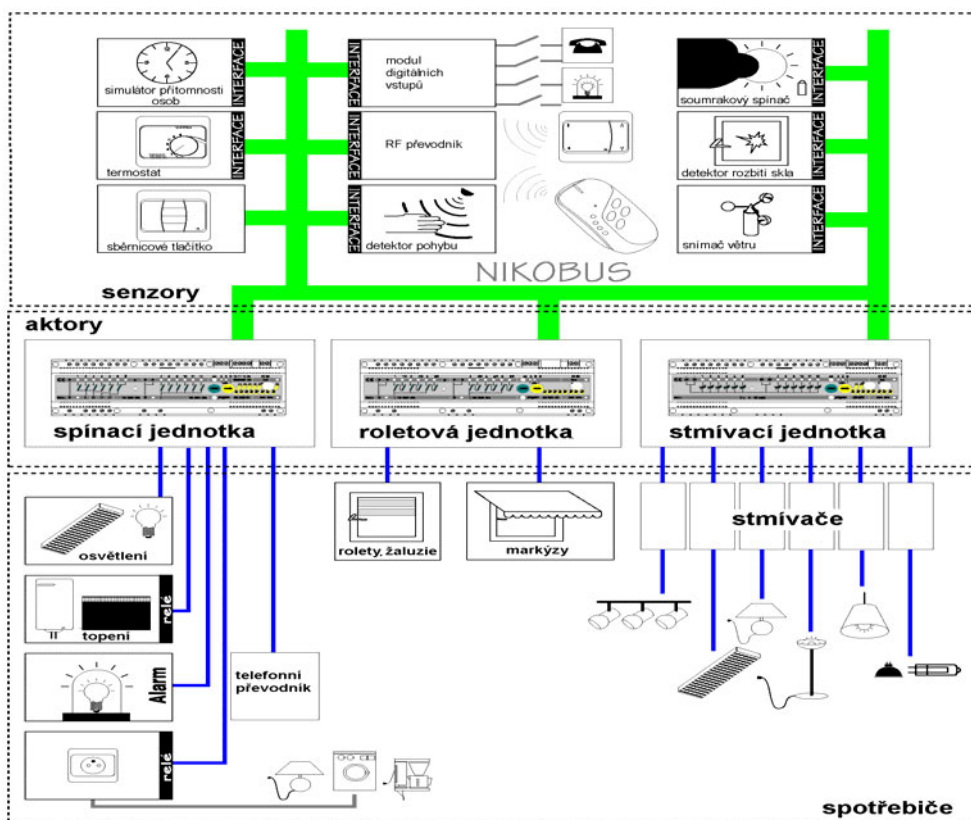 simulátor přítomnosti
osob
INTERFACE
INTERFACE
modul
digitálních
vstupů
soumrakový spínač
INTERFACE
termostat
INTERFACE
INTERFACE
RF převodník
detektor rozbití skla
INTERFACE
sběrnicové tlačítko
INTERFACE
detektor pohybu
snímač větru
INTERFACE
NIKOBUS
senzory
aktory
spínací jednotka
roletová jednotka
stmívací jednotka
osvětlení
rolety, žaluzie
markýzy
stmívače
topení
relé
Alarm
telefonní
převodník
relé
spotřebiče